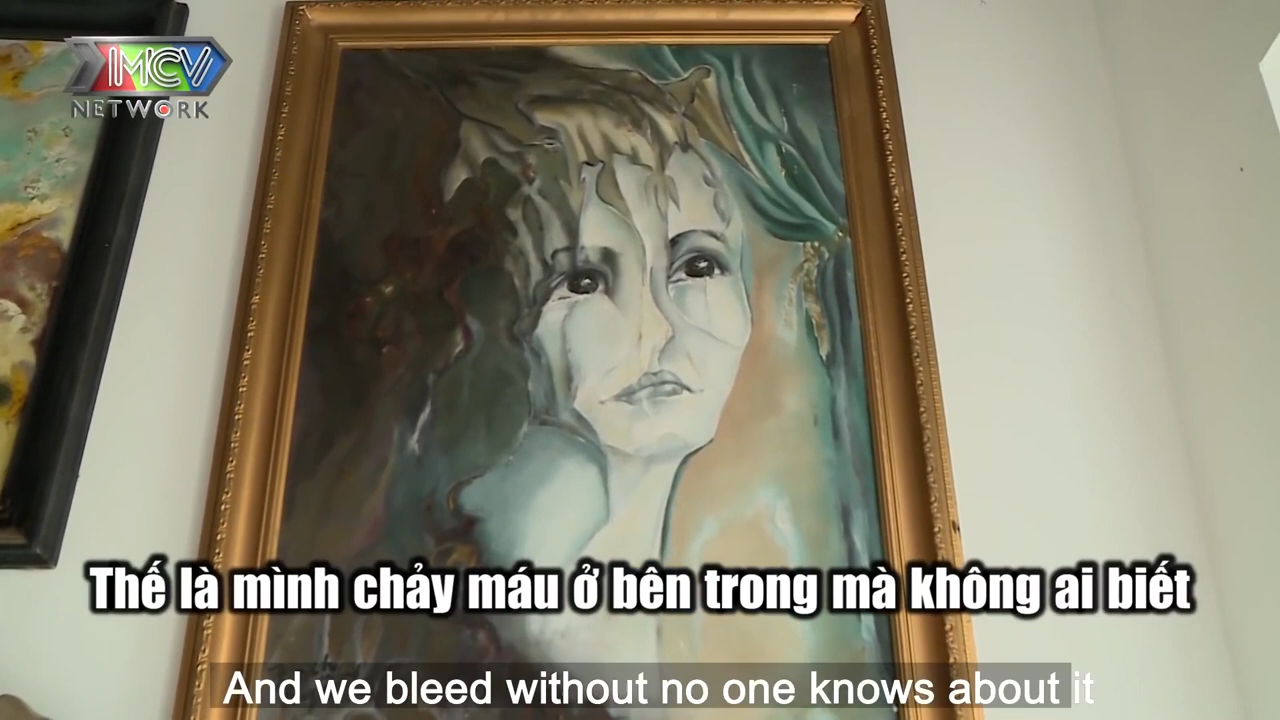 MCV
NETWORK
Thế là mình chảy máu ở bên trong mà không ai biết
And we bleed without no one knows about it